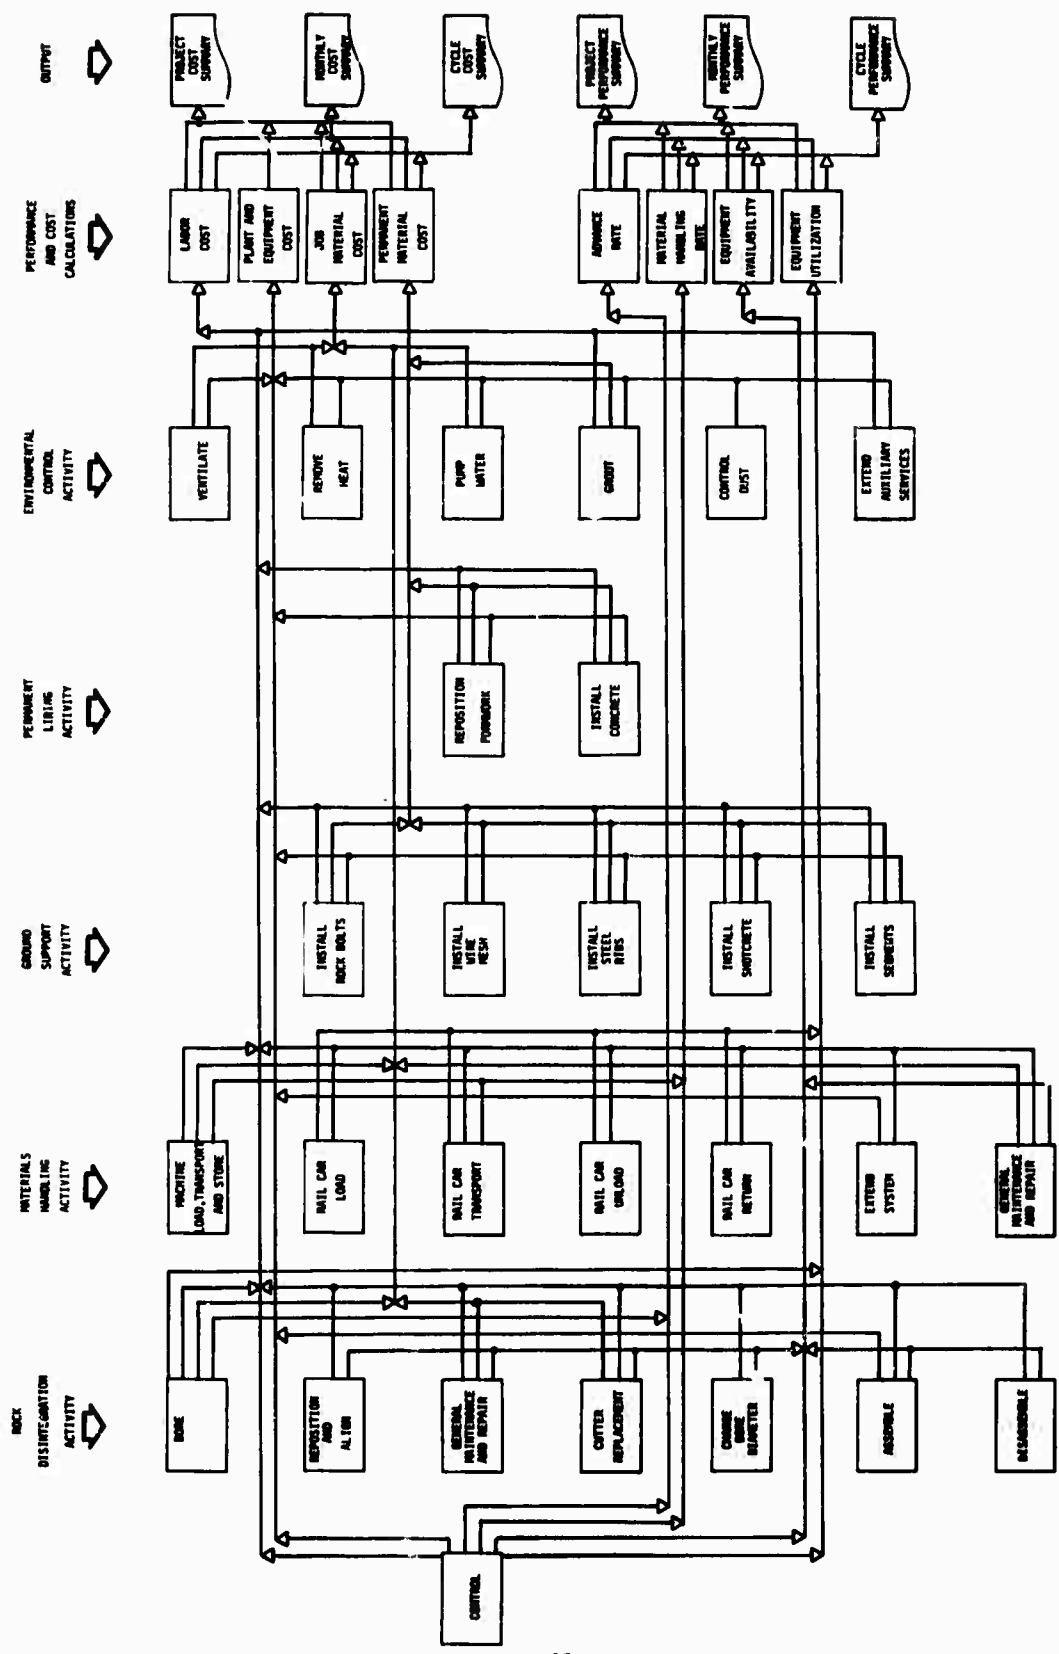 OUTPUT
PROJECT
COST
SUMMARY
MONTHLY
COST
SUMMARY
CYCLE
COST
SUMMARY
PROJECT
PERFORMANCE
SUMMARY
MONTHLY
PERFORMANCE
SUMMARY
CYCLE
PERFORMANCE
SUMMARY
PERFORMANCE
AND COST
CALCULATIONS
LABOR
COST
PLANT AND
EQUIPMENT
COST
JOB
MATERIAL
COST
PERMANENT
MATERIAL
COST
ADVANCE
RATE
MATERIAL
HANDLING
RATE
EQUIPMENT
AVAILABILITY
EQUIPMENT
UTILIZATION
ENVIRONMENTAL
CONTROL
ACTIVITY
VENTILATE
REMOVE
HEAT
PUMP
WATER
GROUT
CONTROL
DUST
EXTEND
AUXILIARY
SERVICES
PERMANENT
LINING
ACTIVITY
REPOSITION
FORMWORK
INSTALL
CONCRETE
GROUND
SUPPORT
ACTIVITY
INSTALL
ROCK BOLTS
INSTALL
WIRE
MESH
INSTALL
STEEL
RIBS
INSTALL
SHOTCRETE
INSTALL
SEGMENTS
MATERIALS
HANDLING
ACTIVITY
MACHINE
LOAD, TRANSPORT
AND STORE
RAIL CAR
LOAD
RAIL CAR
TRANSPORT
RAIL CAR
UNLOAD
RAIL CAR
RETURN
EXTEND
SYSTEM
GENERAL
MAINTENANCE
AND REPAIR
ROCK
DISINTEGRATION
ACTIVITY
BORE
REPOSITION
AND
ALIGN
GENERAL
MAINTENANCE
AND REPAIR
CUTTER
REPLACEMENT
CHANGE
BORE
DIAMETER
ASSEMBLE
DISASSEMBLE
CONTROL